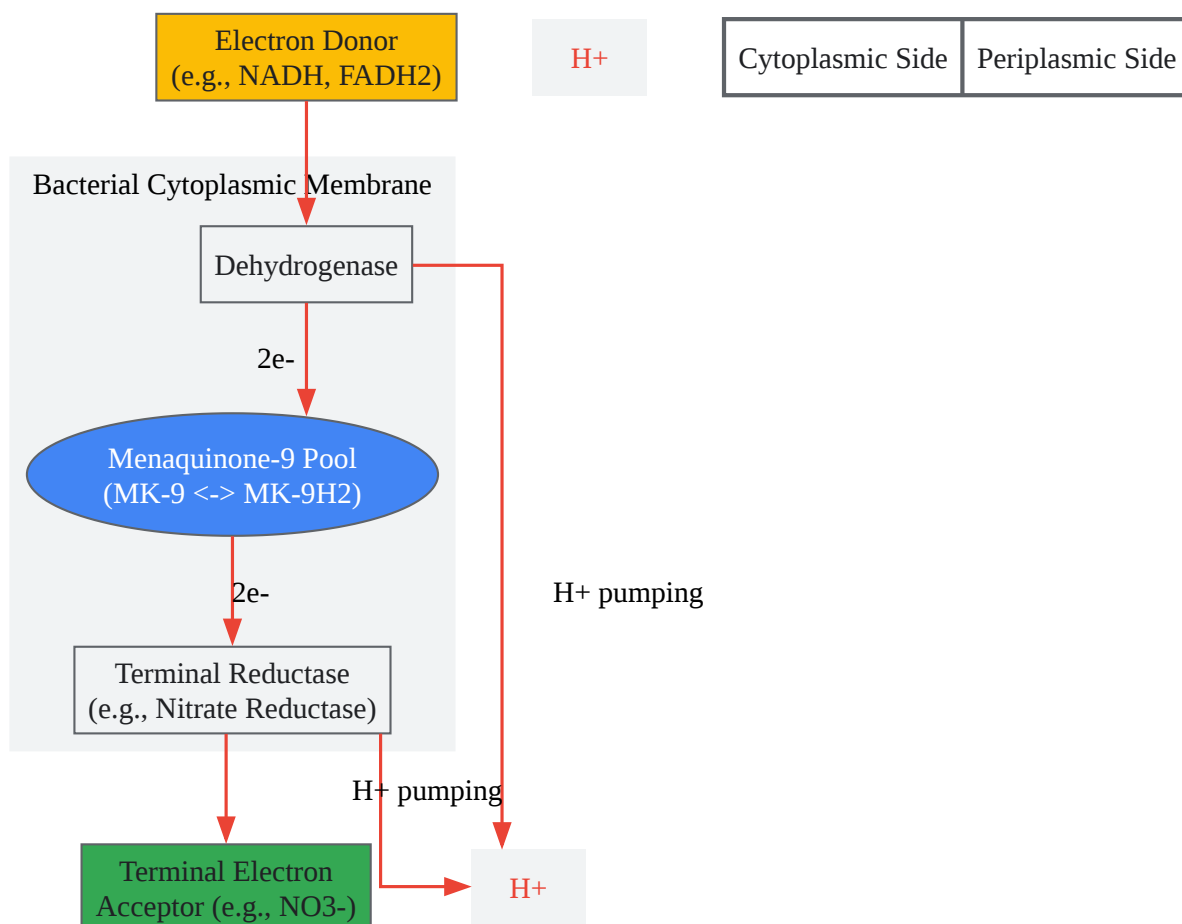 Electron Donor
(e.g., NADH, FADH2)
H+
Cytoplasmic Side
Periplasmic Side
Bacterial Cytoplasmic Membrane
Dehydrogenase
2e-
Menaquinone-9 Pool
(MK-9 <-> MK-9H2)
2e-
H+ pumping
Terminal Reductase
(e.g., Nitrate Reductase)
H+ pumping
Terminal Electron
Acceptor (e.g., NO3-)
H+